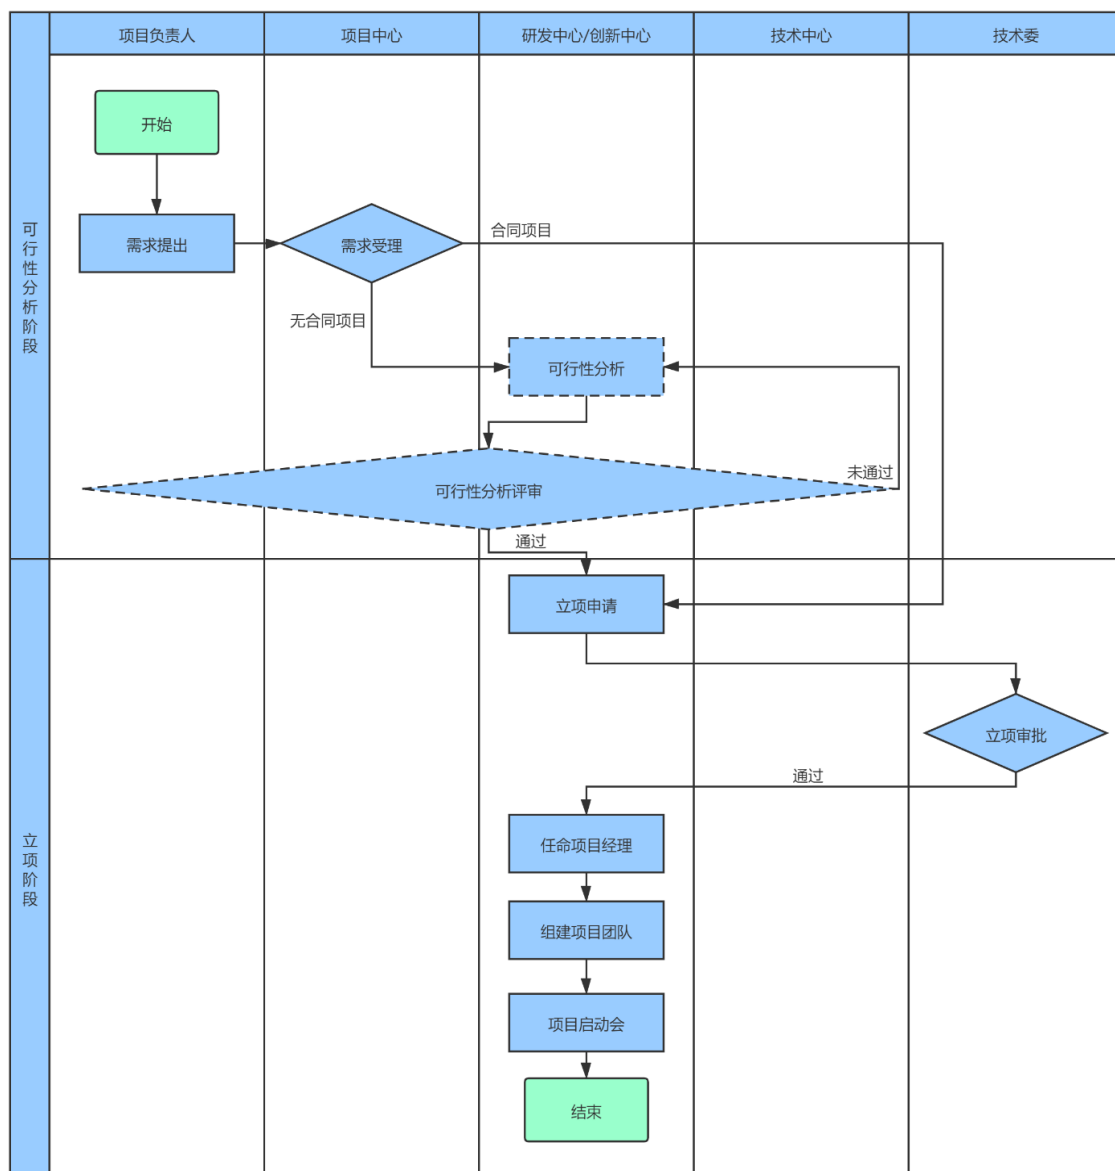 项目负责人
项目中心
研发中心/创新中心
技术中心
技术委
可行性分析阶段
开始
需求提出
需求受理
合同项目
无合同项目
可行性分析
未通过
可行性分析评审
通过
立项阶段
立项申请
立项审批
通过
任命项目经理
组建项目团队
项目启动会
结束